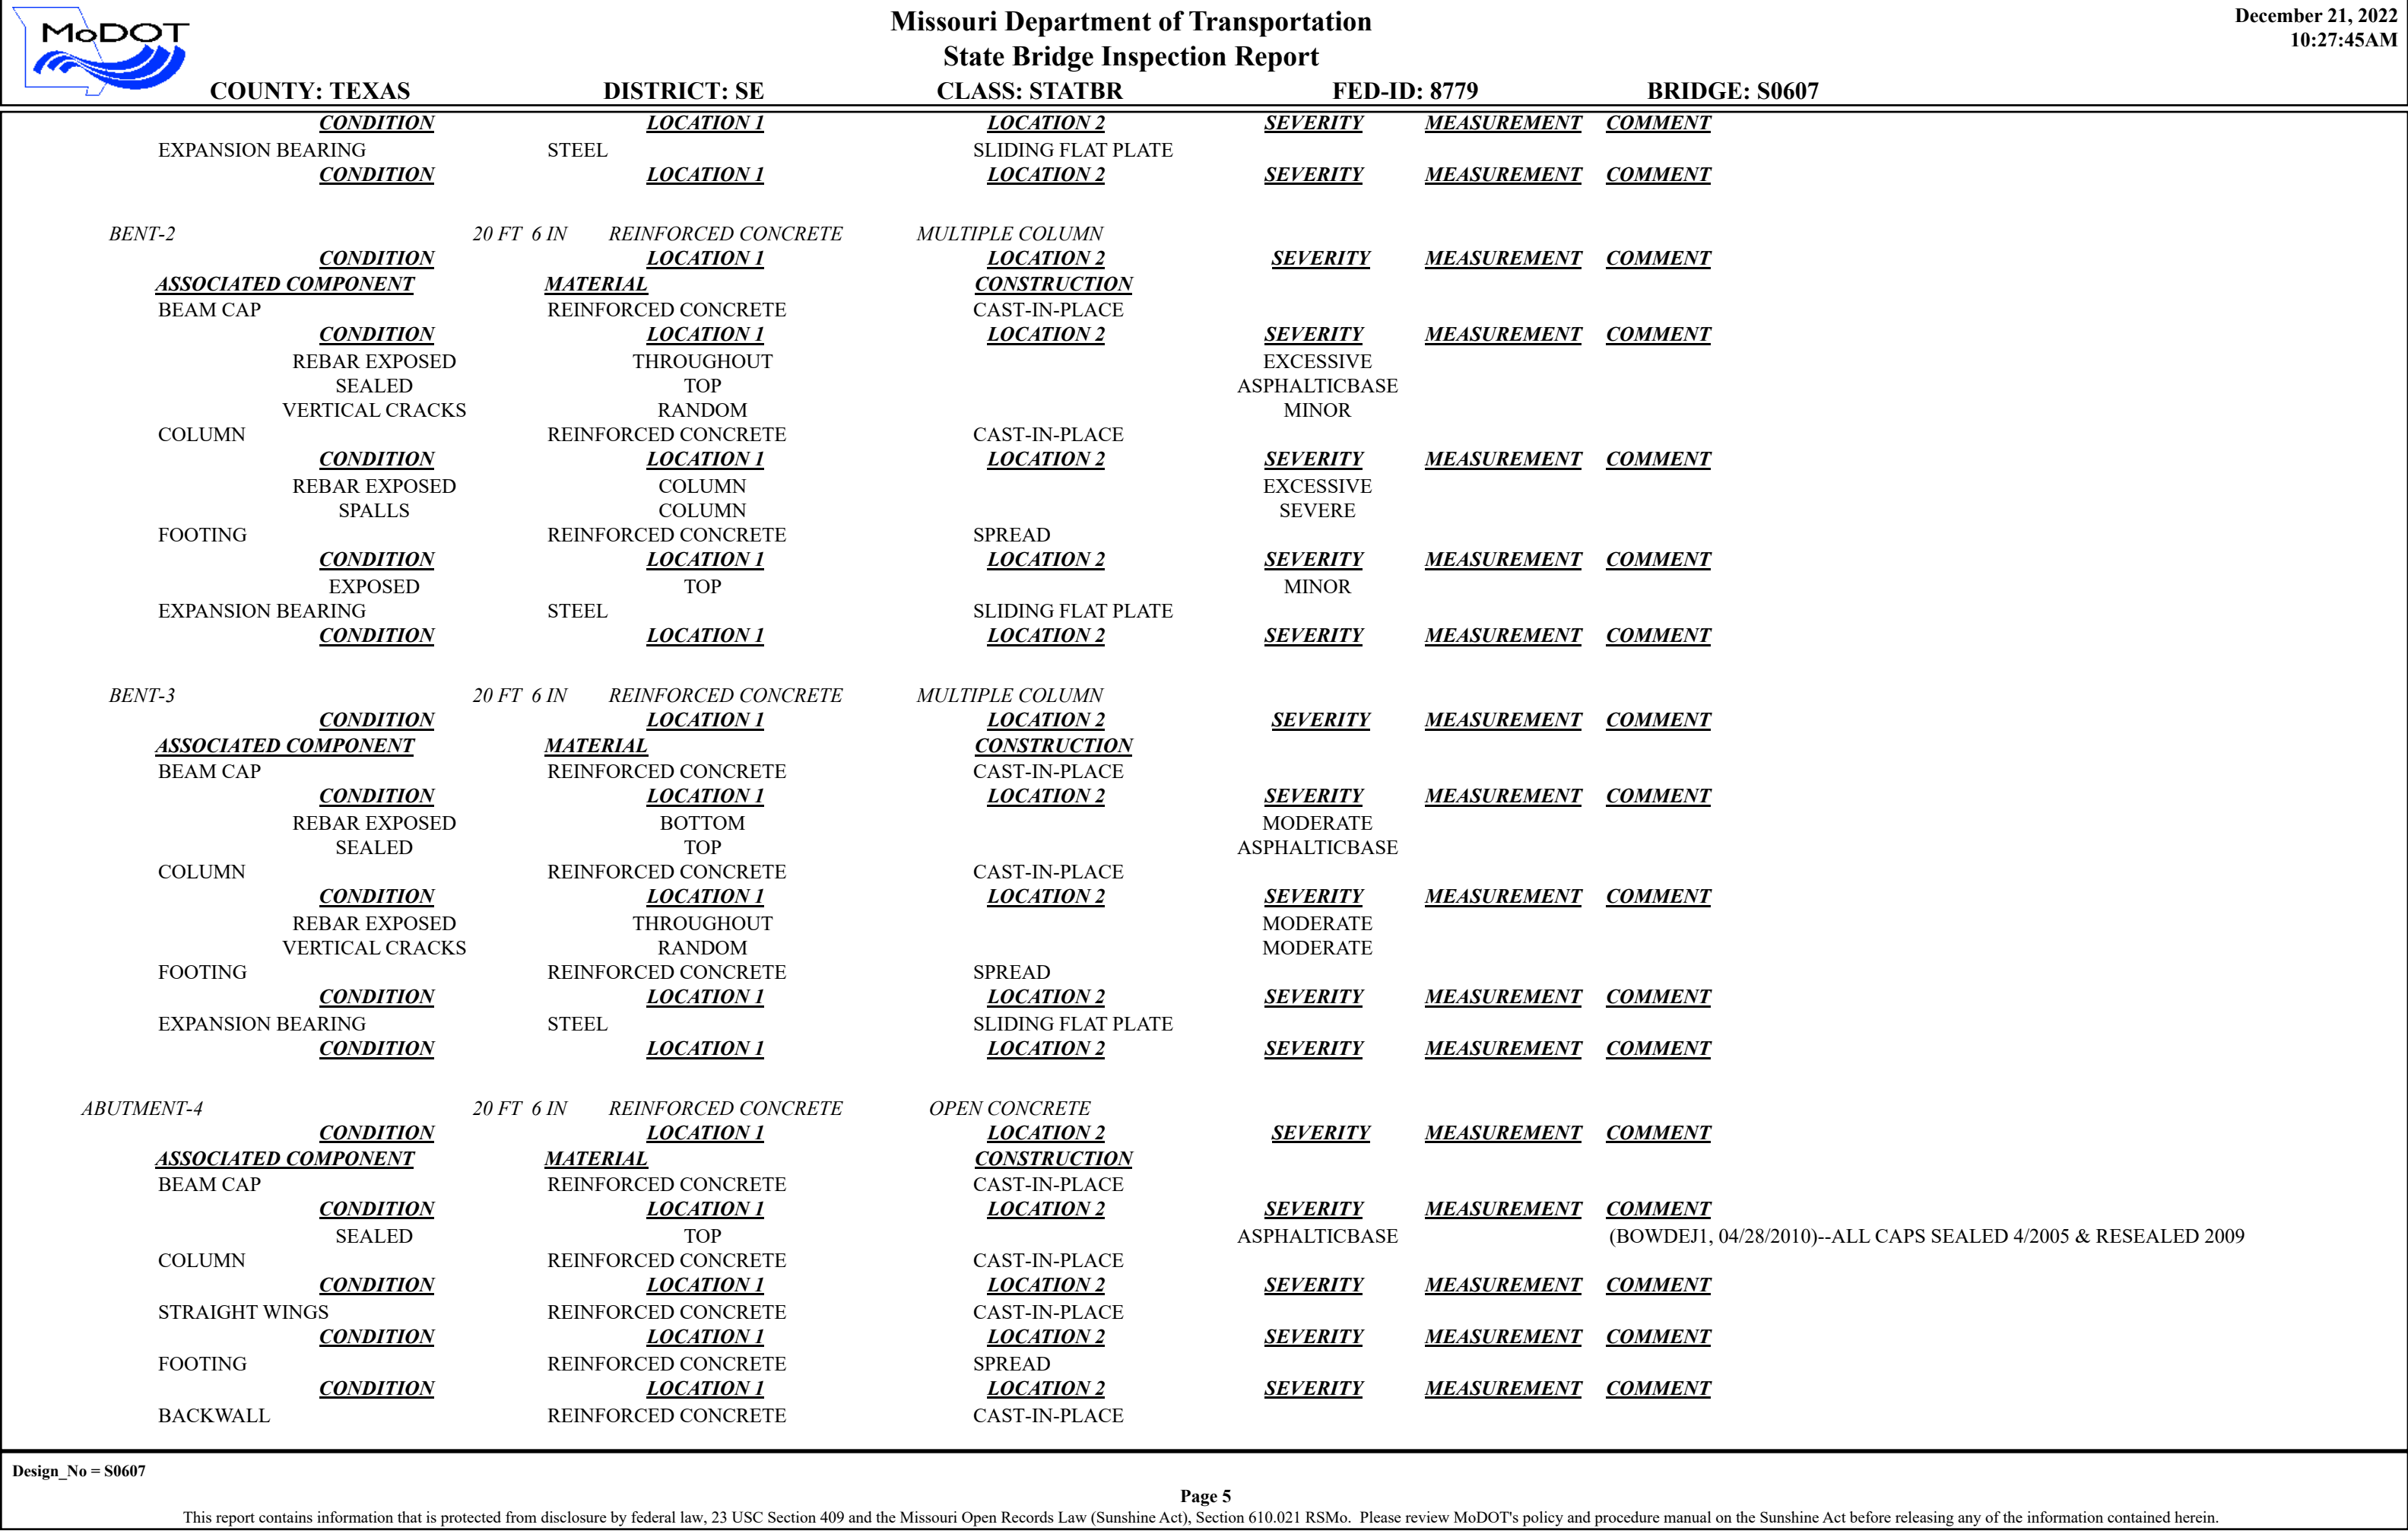 MoDOT
Missouri Department of Transportation
State Bridge Inspection Report
December 21, 2022
10:27:45AM
COUNTY: TEXAS DISTRICT: SE CLASS: STATBR FED-ID: 8779 BRIDGE: S0607
CONDITION LOCATION 1 LOCATION 2 SEVERITY MEASUREMENT COMMENT
EXPANSION BEARING STEEL SLIDING FLAT PLATE
CONDITION LOCATION 1 LOCATION 2 SEVERITY MEASUREMENT COMMENT
BENT-2 20 FT 6 IN REINFORCED CONCRETE MULTIPLE COLUMN
CONDITION LOCATION 1 LOCATION 2 SEVERITY MEASUREMENT COMMENT
ASSOCIATED COMPONENT MATERIAL CONSTRUCTION
BEAM CAP REINFORCED CONCRETE CAST-IN-PLACE
CONDITION LOCATION 1 LOCATION 2 SEVERITY MEASUREMENT COMMENT
REBAR EXPOSED THROUGHOUT EXCESSIVE
SEALED TOP ASPHALTICBASE
VERTICAL CRACKS RANDOM MINOR
COLUMN REINFORCED CONCRETE CAST-IN-PLACE
CONDITION LOCATION 1 LOCATION 2 SEVERITY MEASUREMENT COMMENT
REBAR EXPOSED COLUMN EXCESSIVE
SPALLS COLUMN SEVERE
FOOTING REINFORCED CONCRETE SPREAD
CONDITION LOCATION 1 LOCATION 2 SEVERITY MEASUREMENT COMMENT
EXPOSED TOP MINOR
EXPANSION BEARING STEEL SLIDING FLAT PLATE
CONDITION LOCATION 1 LOCATION 2 SEVERITY MEASUREMENT COMMENT
BENT-3 20 FT 6 IN REINFORCED CONCRETE MULTIPLE COLUMN
CONDITION LOCATION 1 LOCATION 2 SEVERITY MEASUREMENT COMMENT
ASSOCIATED COMPONENT MATERIAL CONSTRUCTION
BEAM CAP REINFORCED CONCRETE CAST-IN-PLACE
CONDITION LOCATION 1 LOCATION 2 SEVERITY MEASUREMENT COMMENT
REBAR EXPOSED BOTTOM MODERATE
SEALED TOP ASPHALTICBASE
COLUMN REINFORCED CONCRETE CAST-IN-PLACE
CONDITION LOCATION 1 LOCATION 2 SEVERITY MEASUREMENT COMMENT
REBAR EXPOSED THROUGHOUT MODERATE
VERTICAL CRACKS RANDOM MODERATE
FOOTING REINFORCED CONCRETE SPREAD
CONDITION LOCATION 1 LOCATION 2 SEVERITY MEASUREMENT COMMENT
EXPANSION BEARING STEEL SLIDING FLAT PLATE
CONDITION LOCATION 1 LOCATION 2 SEVERITY MEASUREMENT COMMENT
ABUTMENT-4 20 FT 6 IN REINFORCED CONCRETE OPEN CONCRETE
CONDITION LOCATION 1 LOCATION 2 SEVERITY MEASUREMENT COMMENT
ASSOCIATED COMPONENT MATERIAL CONSTRUCTION
BEAM CAP REINFORCED CONCRETE CAST-IN-PLACE
CONDITION LOCATION 1 LOCATION 2 SEVERITY MEASUREMENT COMMENT
SEALED TOP ASPHALTICBASE (BOWDEJ1, 04/28/2010)--ALL CAPS SEALED 4/2005 & RESEALED 2009
COLUMN REINFORCED CONCRETE CAST-IN-PLACE
CONDITION LOCATION 1 LOCATION 2 SEVERITY MEASUREMENT COMMENT
STRAIGHT WINGS REINFORCED CONCRETE CAST-IN-PLACE
CONDITION LOCATION 1 LOCATION 2 SEVERITY MEASUREMENT COMMENT
FOOTING REINFORCED CONCRETE SPREAD
CONDITION LOCATION 1 LOCATION 2 SEVERITY MEASUREMENT COMMENT
BACKWALL REINFORCED CONCRETE CAST-IN-PLACE
Design_No = S0607
Page 5
This report contains information that is protected from disclosure by federal law, 23 USC Section 409 and the Missouri Open Records Law (Sunshine Act), Section 610.021 RSMo. Please review MoDOT's policy and procedure manual on the Sunshine Act before releasing any of the information contained herein.